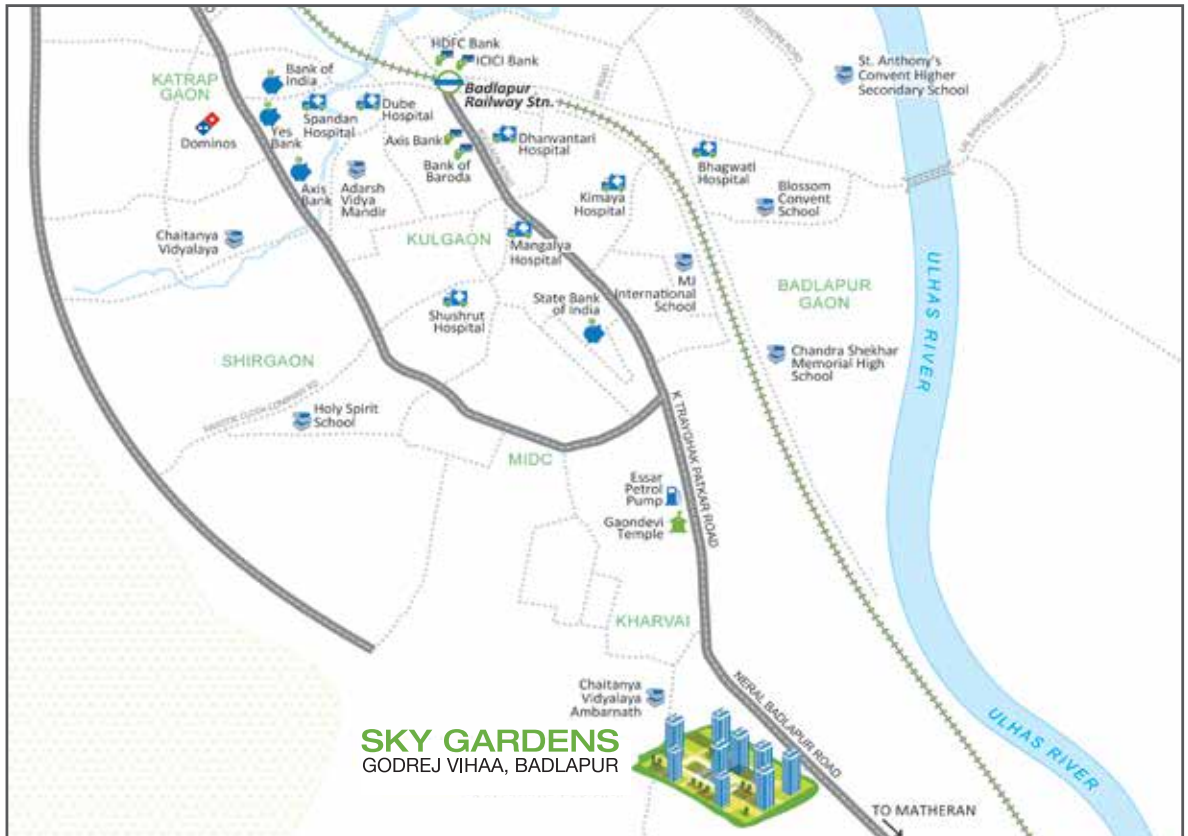 HDFC Bank
ICICI Bank
Badlapur
Railway Stn.
St. Anthony's
Convent Higher
Secondary School
KATRAP
GAON
Bank of
India
Dominos
Yes
Bank
Spandan
Hospital
Dube
Hospital
Axis Bank
Bank of
Baroda
Dhanvantari
Hospital
Bhagwati
Hospital
Blossom
Convent
School
Axis
Bank
Adarsh
Vidya
Mandir
Kimaya
Hospital
Chaitanya
Vidyalaya
KULGAON
Mangalya
Hospital
MJ
International
School
BADLAPUR
GAON
ULHAS RIVER
Shushrut
Hospital
State Bank
of India
SHIRGAON
Chandra Shekhar
Memorial High
School
Holy Spirit
School
K TRAYGHAK PATKAR ROAD
MIDC
Essar
Petrol
Pump
Gaondevi
Temple
KHARVAI
Chaitanya
Vidyalaya
Ambarnath
NERAL BADLAPUR ROAD
ULHAS RIVER
SKY GARDENS
GODREJ VIHAA, BADLAPUR
TO MATHERAN